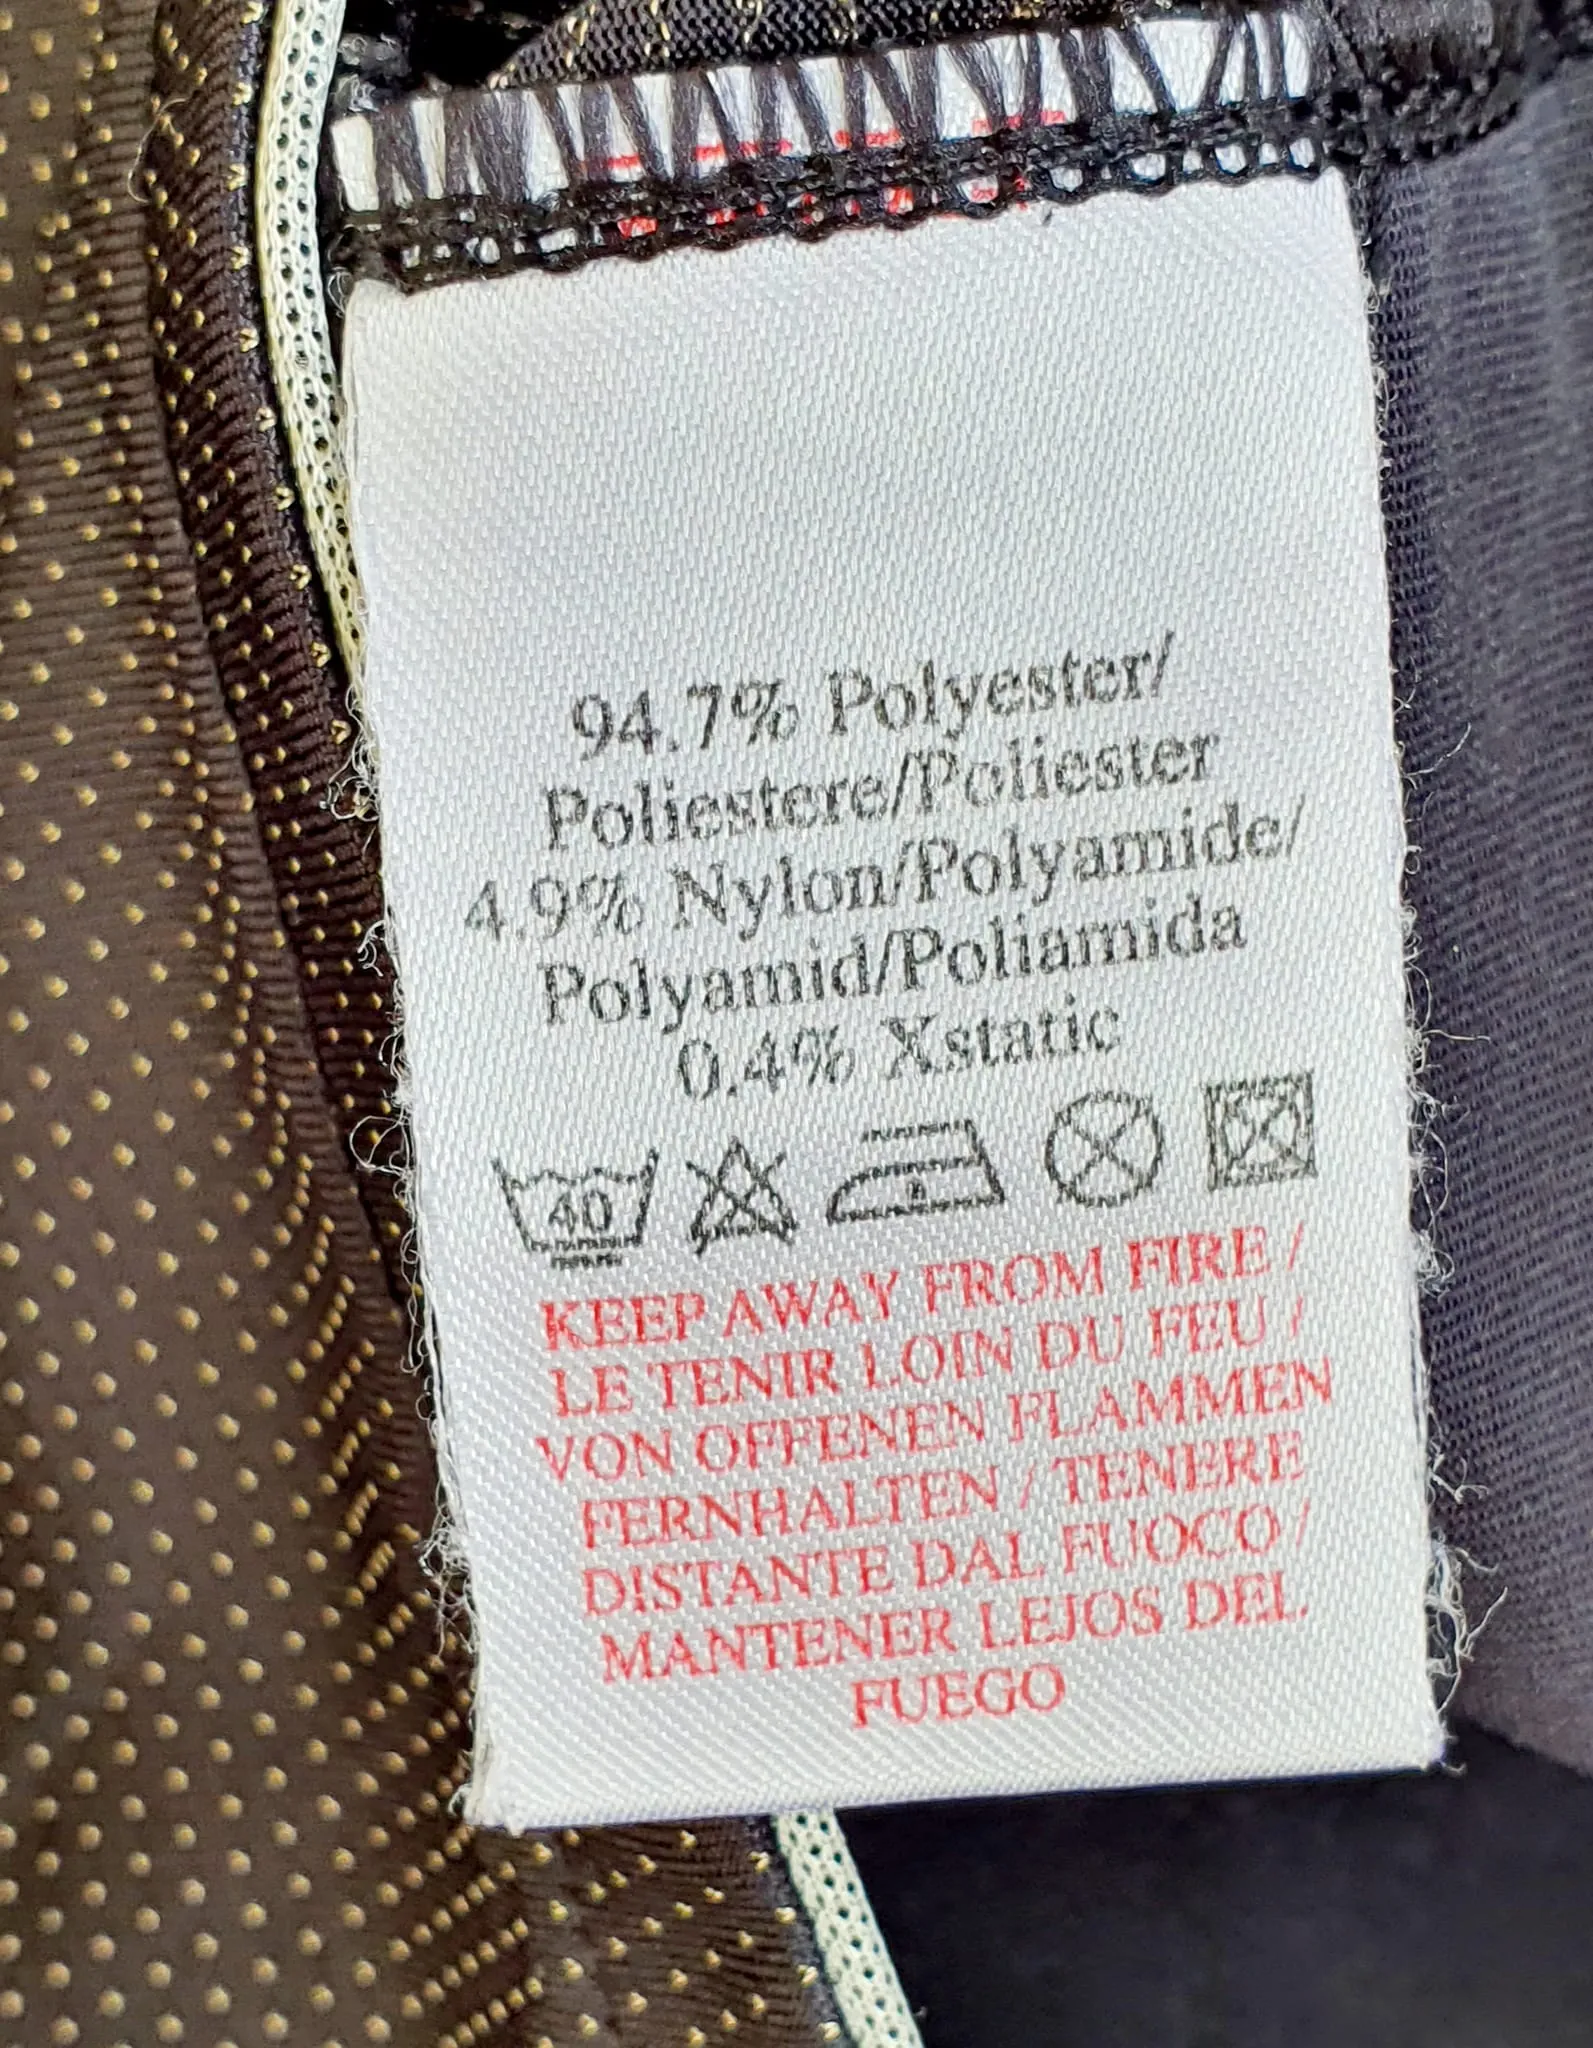 94.7% Polyester/
Poliestere/Poliester
4.9% Nylon/Polyamide/
Polyamid/Poliamida
0.4% Xstatic
40
KEEP AWAY FROM FIRE /
LE TENIR LOIN DU FEU /
VON OFFENEN FLAMMEN
FERNHALTEN / TENERE
DISTANTE DAL FUOCO /
MANTENER LEJOS DEL
FUEGO